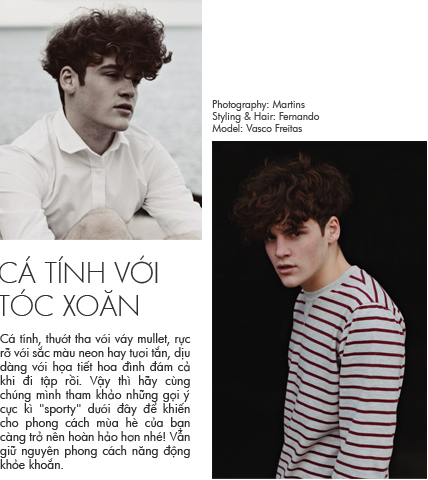 Photography: Martins
Styling & Hair: Fernando
Model: Vasco Freitas
CÁ TÍNH VỚI
TÓC XOĂN
Cá tính, thướt tha với váy mullet, rực
rỡ với sắc màu neon hay tươi tắn, dịu
dàng với họa tiết hoa đình đám cả
khi đi tập rồi. Vậy thì hãy cùng
chúng mình tham khảo những gợi ý
cực kì "sporty" dưới đây để khiến
cho phong cách mùa hè của bạn
càng trở nên hoàn hảo hơn nhé! Vẫn
giữ nguyên phong cách năng động
khỏe khoắn.